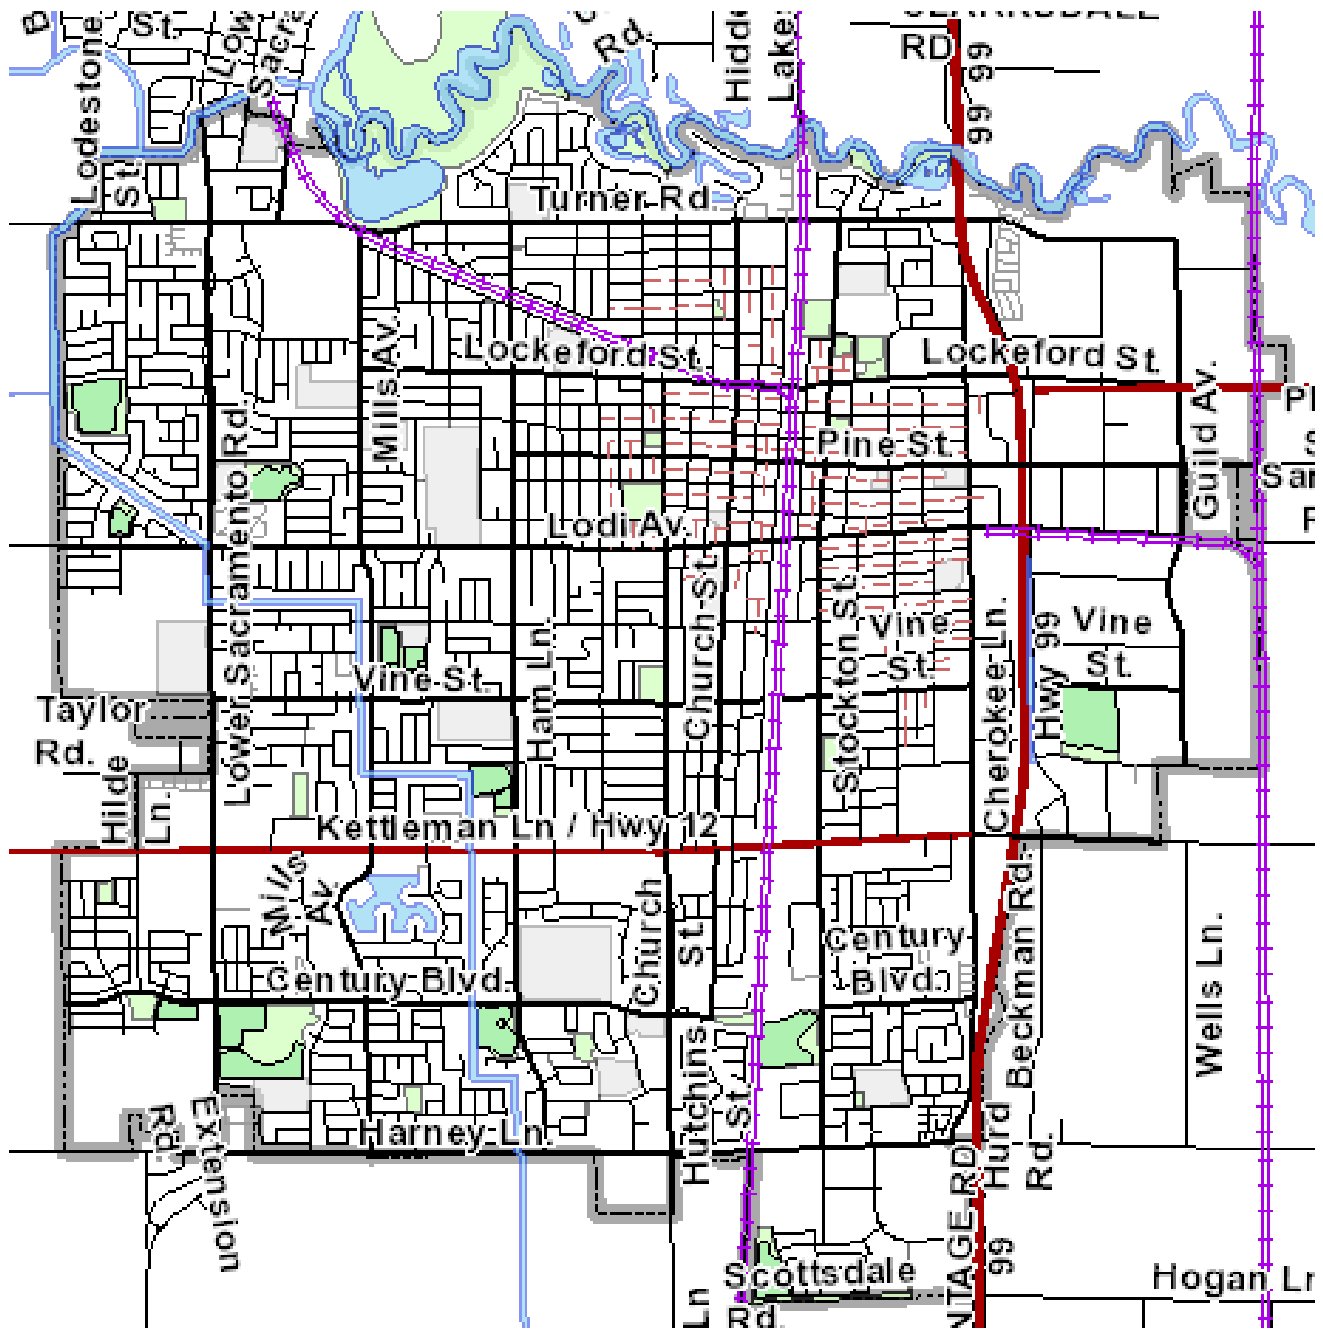 St.
Rd.
RD
99
99
Lodestone
St.
Lakes
Turner Rd.
Lockeford St.
Lockeford St.
Mills Av.
Guild Av.
Lower Sacramento Rd.
Pine St.
Lodi Av.
Church St.
Ham Ln.
Stockton St.
Vine
St.
Cherokee Ln.
Hwy 99
Vine
St.
Vine St.
Taylor
Rd.
Hilde
Ln.
Kettleman Ln / Hwy 12
Mills
Av.
Church
St.
Century
Blvd.
Century Blvd.
Beckman Rd.
Wells Ln.
Hutchins
St.
Harney Ln.
Extension
Rd.
Hurd
Rd.
99
Scottsdale
Rd.
Hogan Ln
Ln